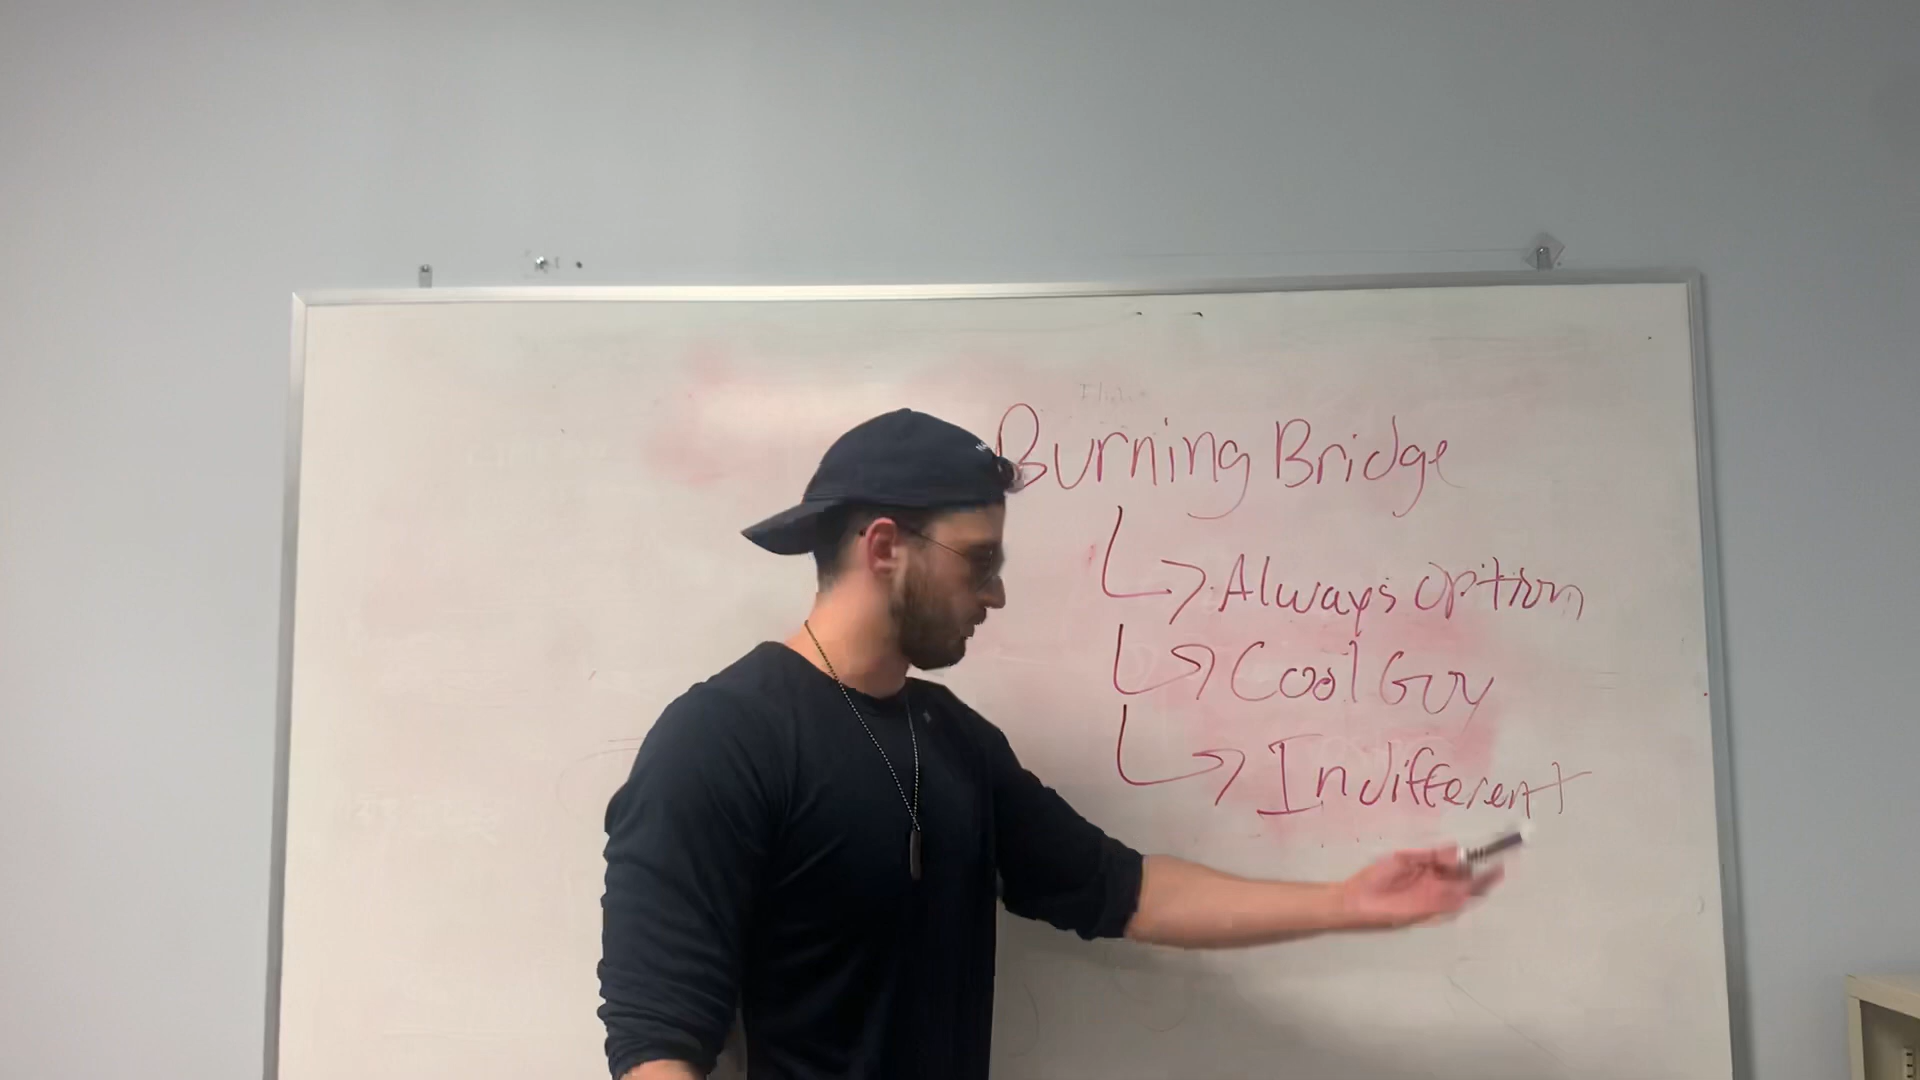 Burning Bridge
Always option
Cool Guy
Indifferent